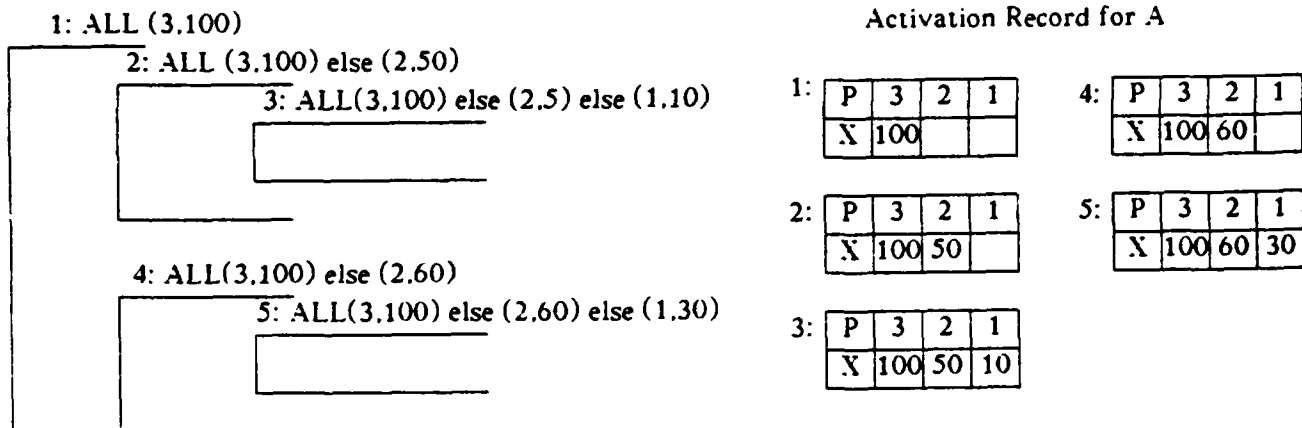 1: ALL (3,100)
2: ALL (3,100) else (2,50)
3: ALL(3,100) else (2,5) else (1,10)
4: ALL(3,100) else (2,60)
5: ALL(3,100) else (2,60) else (1,30)
Activation Record for A
1: P 3 2 1
X 100
4: P 3 2 1
X 100 60
2: P 3 2 1
X 100 50
5: P 3 2 1
X 100 60 30
3: P 3 2 1
X 100 50 10